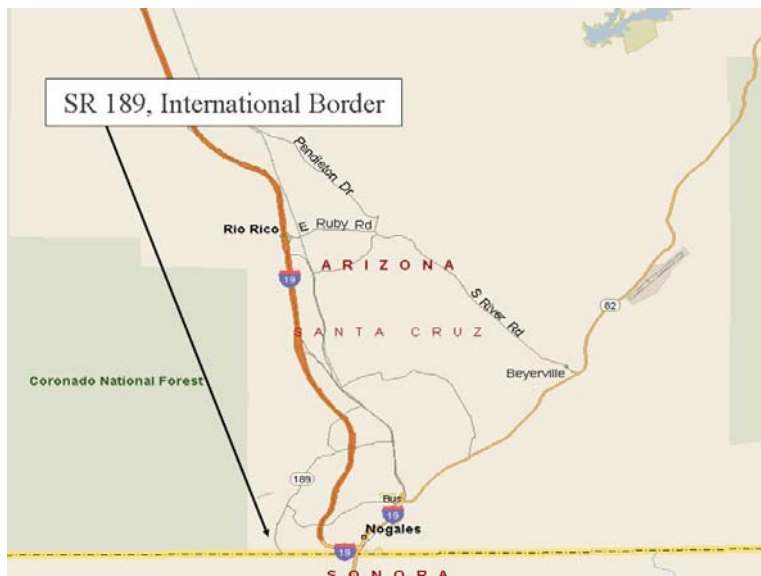 SR 189, International Border
Pendleton Dr
E Ruby Rd
Rio Rico
ARIZONA
19
S River Rd
82
SANTA CRUZ
Beyerville
Coronado National Forest
189
Bus
19
Nogales
19
SONORA